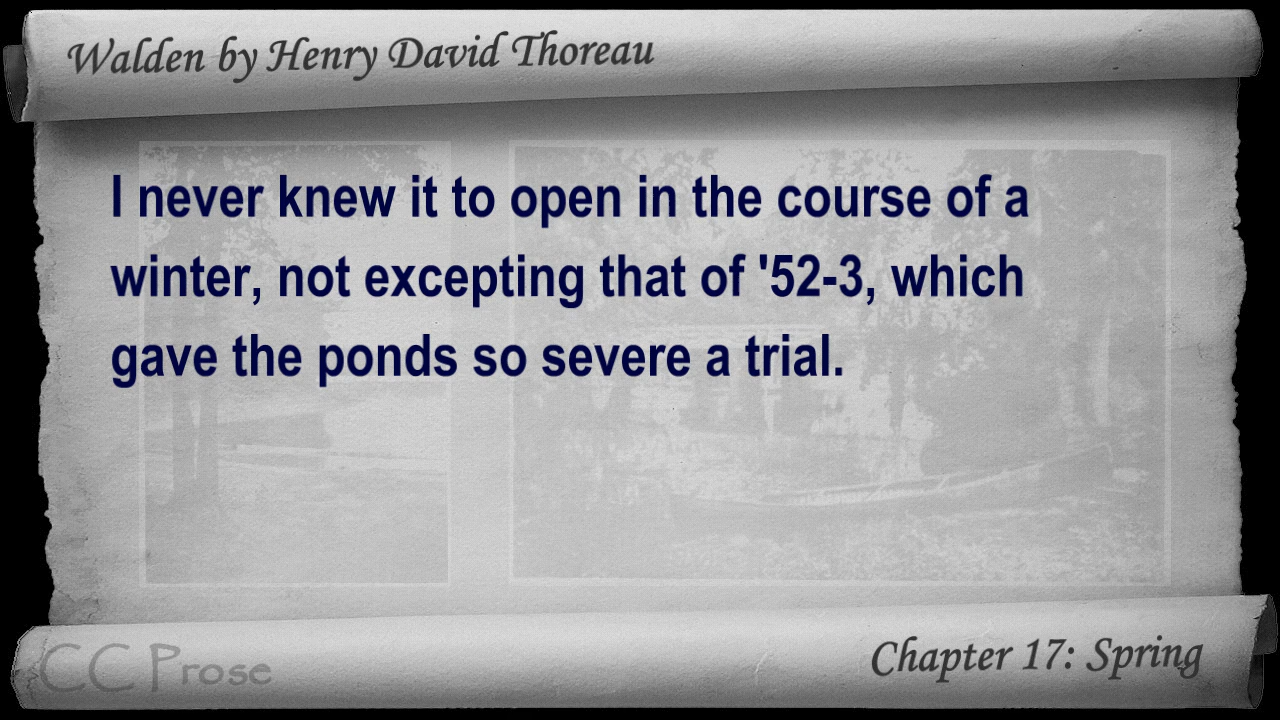 Walden by Henry David Thoreau
I never knew it to open in the course of a
winter, not excepting that of '52-3, which
gave the ponds so severe a trial.
CC Prose
Chapter 17: Spring